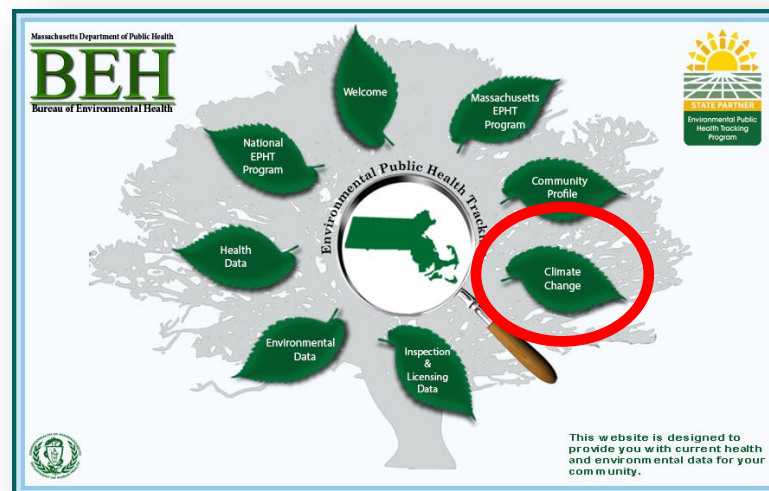 Massachusetts Department of Public Health
BEH
Bureau of Environmental Health
STATE PARTNER
Environmental Public
Health Tracking
Program
Welcome
Massachusetts
EPHT
Program
National
EPHT
Program
Community
Profile
Environmental Public Health
Health
Data
Climate
Change
Environmental
Data
Inspection
&
Licensing
Data
This website is designed to
provide you with current health
and environmental data for your
community.